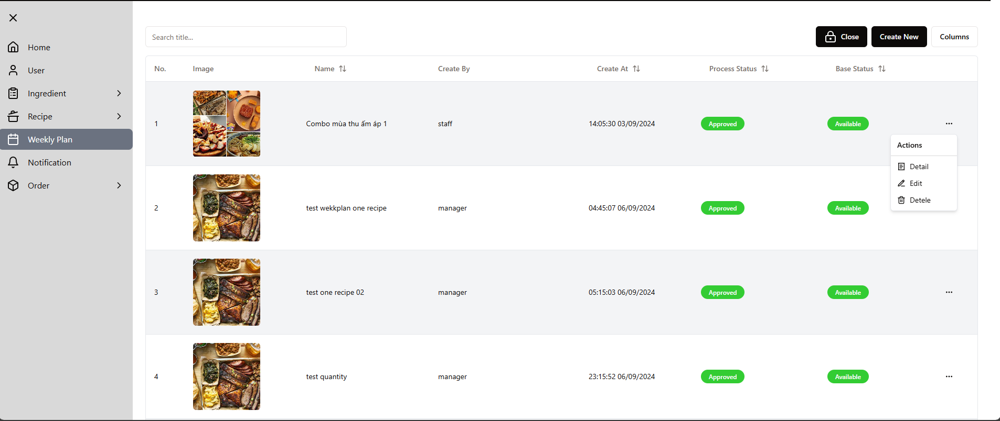 Home
User
Ingredient
Recipe
Weekly Plan
Notification
Order
Search title...
Close
Create New
Columns
No. Image Name Create By Create At Process Status Base Status
1 Combo mùa thu ấm áp 1 staff 14:05:30 03/09/2024 Approved Available
Actions
Detail
Edit
Detele
2 test wekkplan one recipe manager 04:45:07 06/09/2024 Approved Available
3 test one recipe 02 manager 05:15:03 06/09/2024 Approved Available
4 test quantity manager 23:15:52 06/09/2024 Approved Available